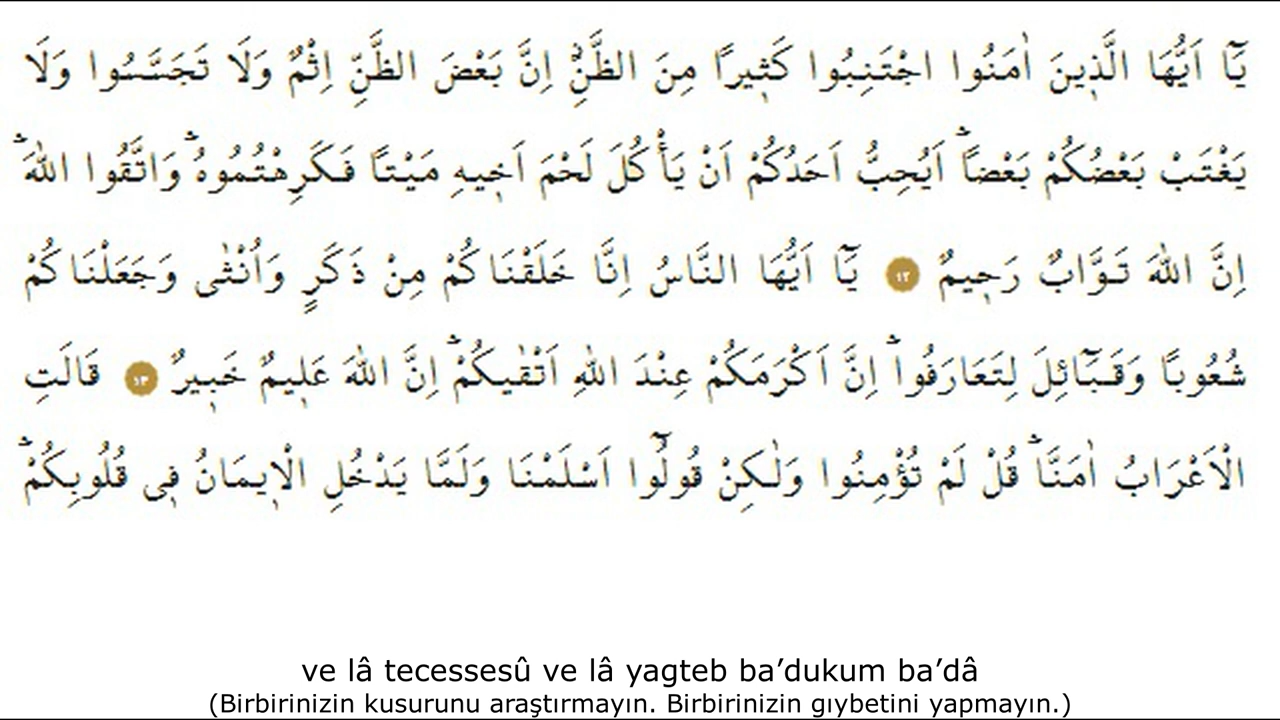 يَٓا اَيُّهَا الَّذ۪ينَ اٰمَنُوا اجْتَنِبُوا كَث۪يرًا مِنَ الظَّنِّۘ اِنَّ بَعْضَ الظَّنِّ اِثْمٌ وَلَا تَجَسَّسُوا وَلَا
يَغْتَبْ بَعْضُكُمْ بَعْضًاۜ اَيُحِبُّ اَحَدُكُمْ اَنْ يَأْكُلَ لَحْمَ اَخ۪يهِ مَيْتًا فَكَرِهْتُمُوهُۜ وَاتَّقُوا اللّٰهَۜ
اِنَّ اللّٰهَ تَوَّابٌ رَح۪يمٌ ١٢ يَٓا اَيُّهَا النَّاسُ اِنَّا خَلَقْنَاكُمْ مِنْ ذَكَرٍ وَاُنْثٰى وَجَعَلْنَاكُمْ
شُعُوبًا وَقَبَٓائِلَ لِتَعَارَفُواۜ اِنَّ اَكْرَمَكُمْ عِنْدَ اللّٰهِ اَتْقٰيكُمْۜ اِنَّ اللّٰهَ عَل۪يمٌ خَب۪يرٌ ١٣ قَالَتِ
الْاَعْرَابُ اٰمَنَّاۜ قُلْ لَمْ تُؤْمِنُوا وَلٰكِنْ قُولُٓوا اَسْلَمْنَا وَلَمَّا يَدْخُلِ الْا۪يمَانُ ف۪ي قُلُوبِكُمْۜ
ve lâ tecessesû ve lâ yagteb ba’dukum ba’dâ
(Birbirinizin kusurunu araştırmayın. Birbirinizin gıybetini yapmayın.)